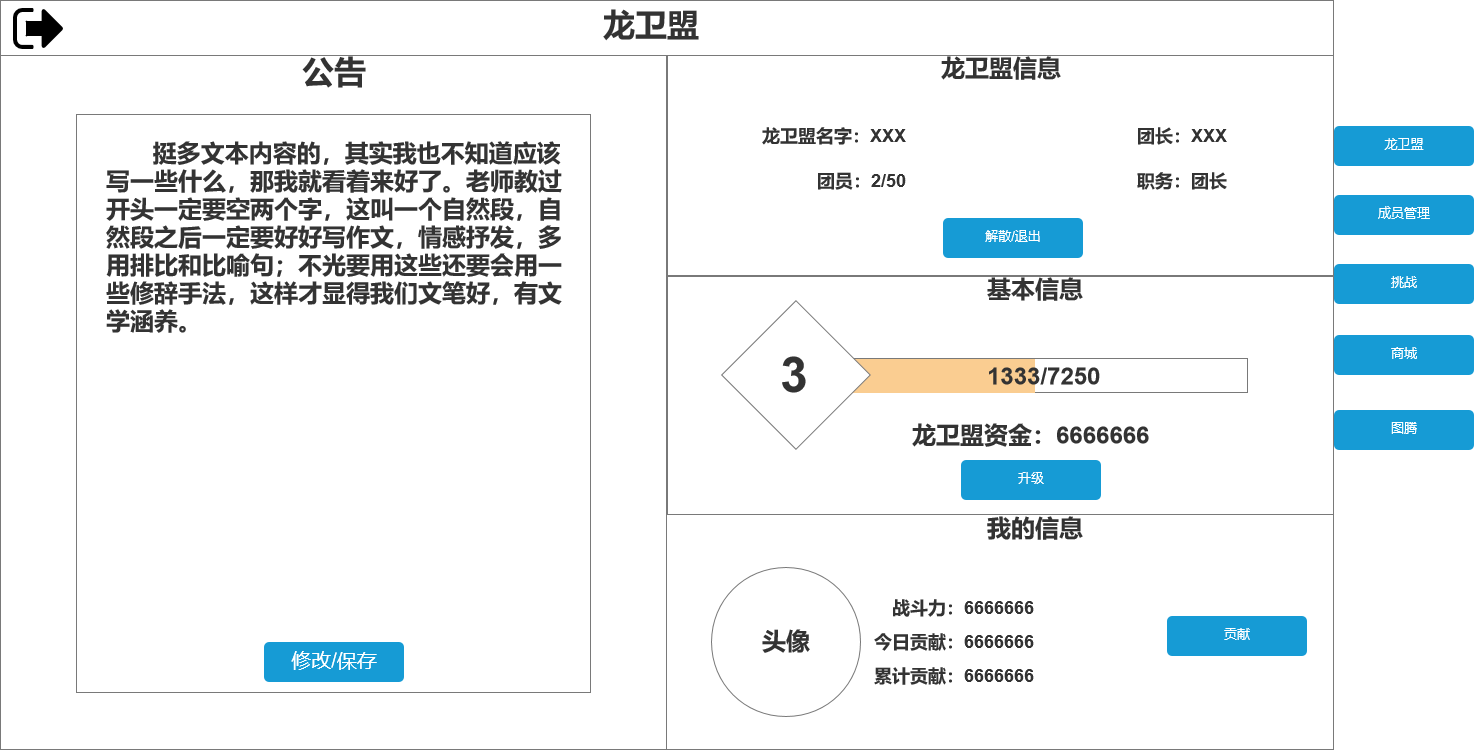 龙卫盟
公告
挺多文本内容的，其实我也不知道应该
写一些什么，那我就看着来好了。老师教过
开头一定要空两个字，这叫一个自然段，自
然段之后一定要好好写作文，情感抒发，多
用排比和比喻句；不光要用这些还要会用一
些修辞手法，这样才显得我们文笔好，有文
学涵养。
修改/保存
龙卫盟信息
龙卫盟名字：XXX
团长：XXX
团员：2/50
职务：团长
解散/退出
基本信息
3
1333/7250
龙卫盟资金：6666666
升级
我的信息
头像
战斗力：6666666
今日贡献：6666666
累计贡献：6666666
贡献
龙卫盟
成员管理
挑战
商城
图腾